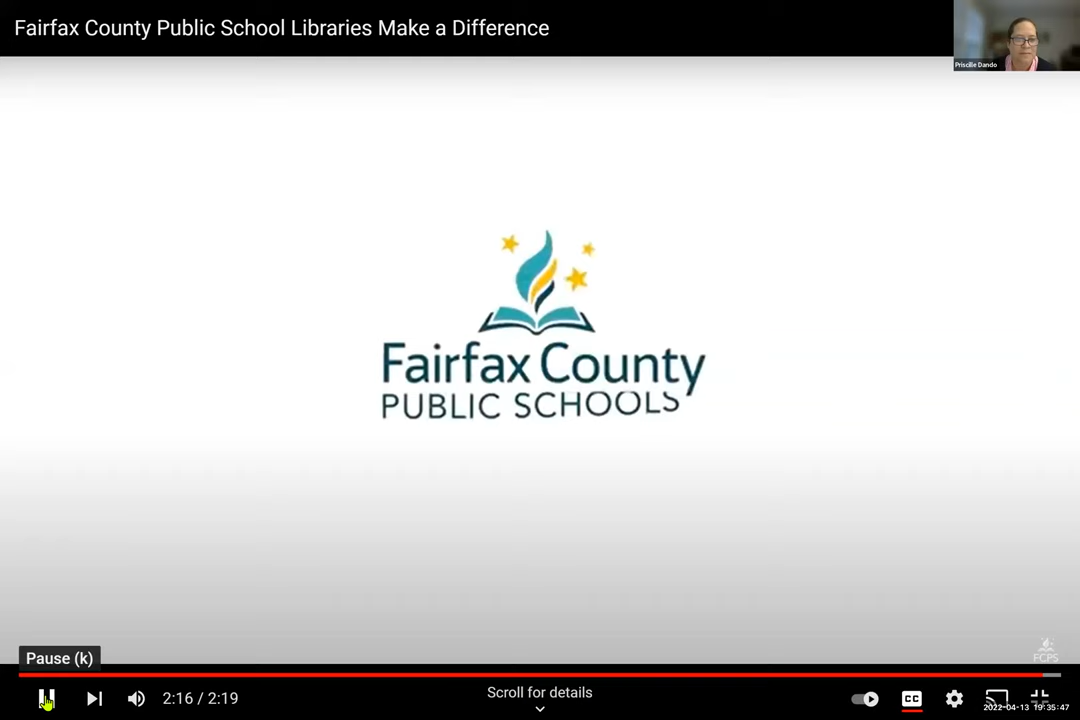 Fairfax County Public School Libraries Make a Difference
Priscille Dando
Fairfax County
PUBLIC SCHOOLS
FCPS
Pause (k)
2:16 / 2:19
Scroll for details
CC
2022-04-13 19:35:47